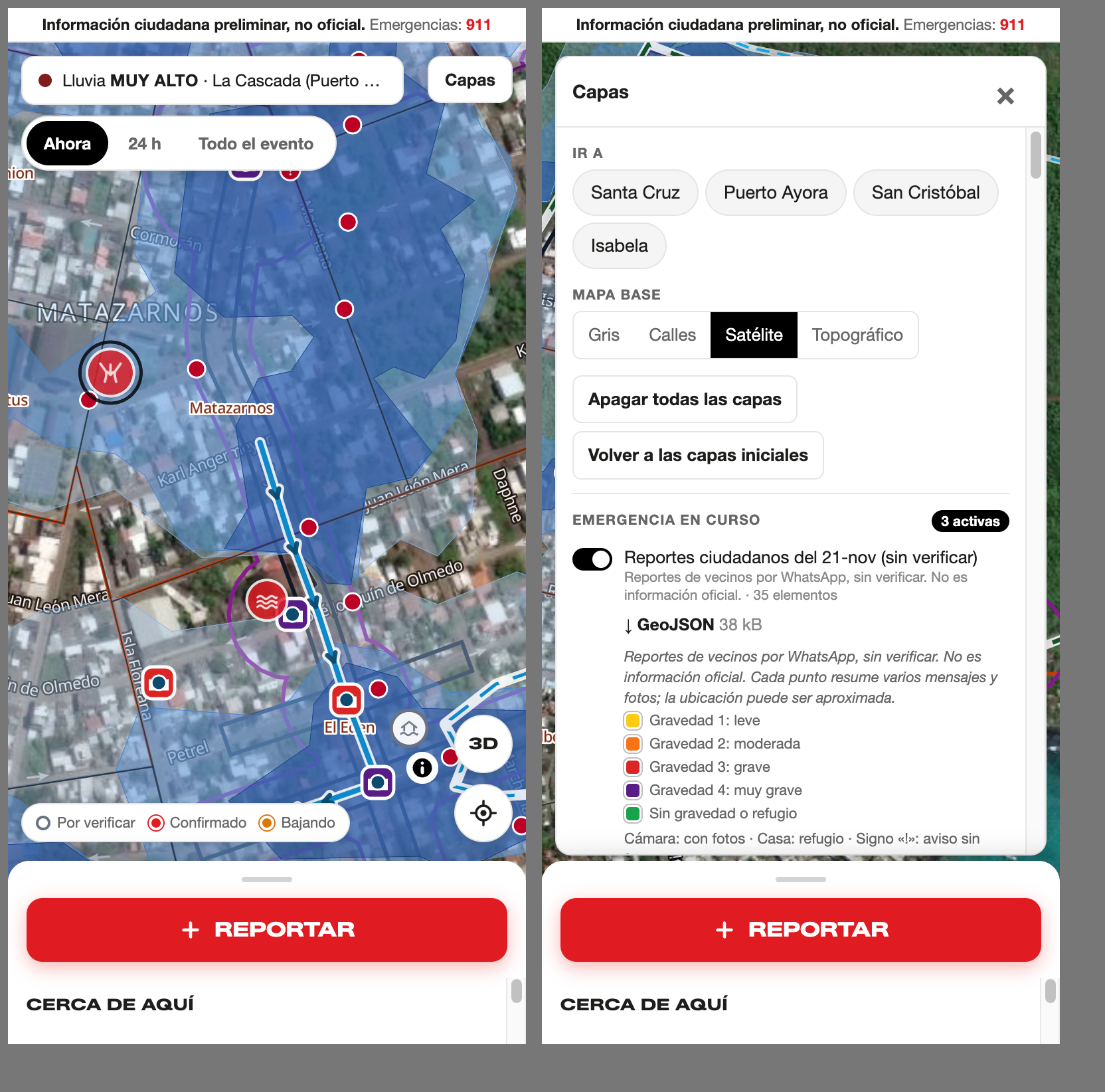 Información ciudadana preliminar, no oficial. Emergencias: 911
Lluvia MUY ALTO · La Cascada (Puerto ...
Capas
Ahora
24 h
Todo el evento
Cormorán
MATAZARNOS
Matazarnos
Karl Anger
Juan León Mera
Daphne
uan León Mera
quín de Olmedo
Isla Floreana
n de Olmedo
El Eden
Petrel
3D
Por verificar
Confirmado
Bajando
+ REPORTAR
CERCA DE AQUÍ
Información ciudadana preliminar, no oficial. Emergencias: 911
Capas
IR A
Santa Cruz
Puerto Ayora
San Cristóbal
Isabela
MAPA BASE
Gris
Calles
Satélite
Topográfico
Apagar todas las capas
Volver a las capas iniciales
EMERGENCIA EN CURSO
3 activas
Reportes ciudadanos del 21-nov (sin verificar)
Reportes de vecinos por WhatsApp, sin verificar. No es
información oficial. · 35 elementos
↓ GeoJSON 38 kB
Reportes de vecinos por WhatsApp, sin verificar. No es
información oficial. Cada punto resume varios mensajes y
fotos; la ubicación puede ser aproximada.
Gravedad 1: leve
Gravedad 2: moderada
Gravedad 3: grave
Gravedad 4: muy grave
Sin gravedad o refugio
Cámara: con fotos · Casa: refugio · Signo «!»: aviso sin
+ REPORTAR
CERCA DE AQUÍ